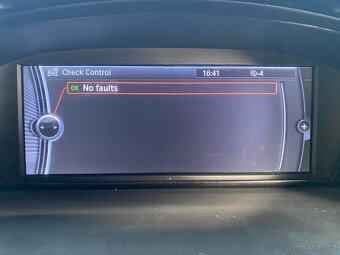 Check Control
16:41
-4
OK No faults
+